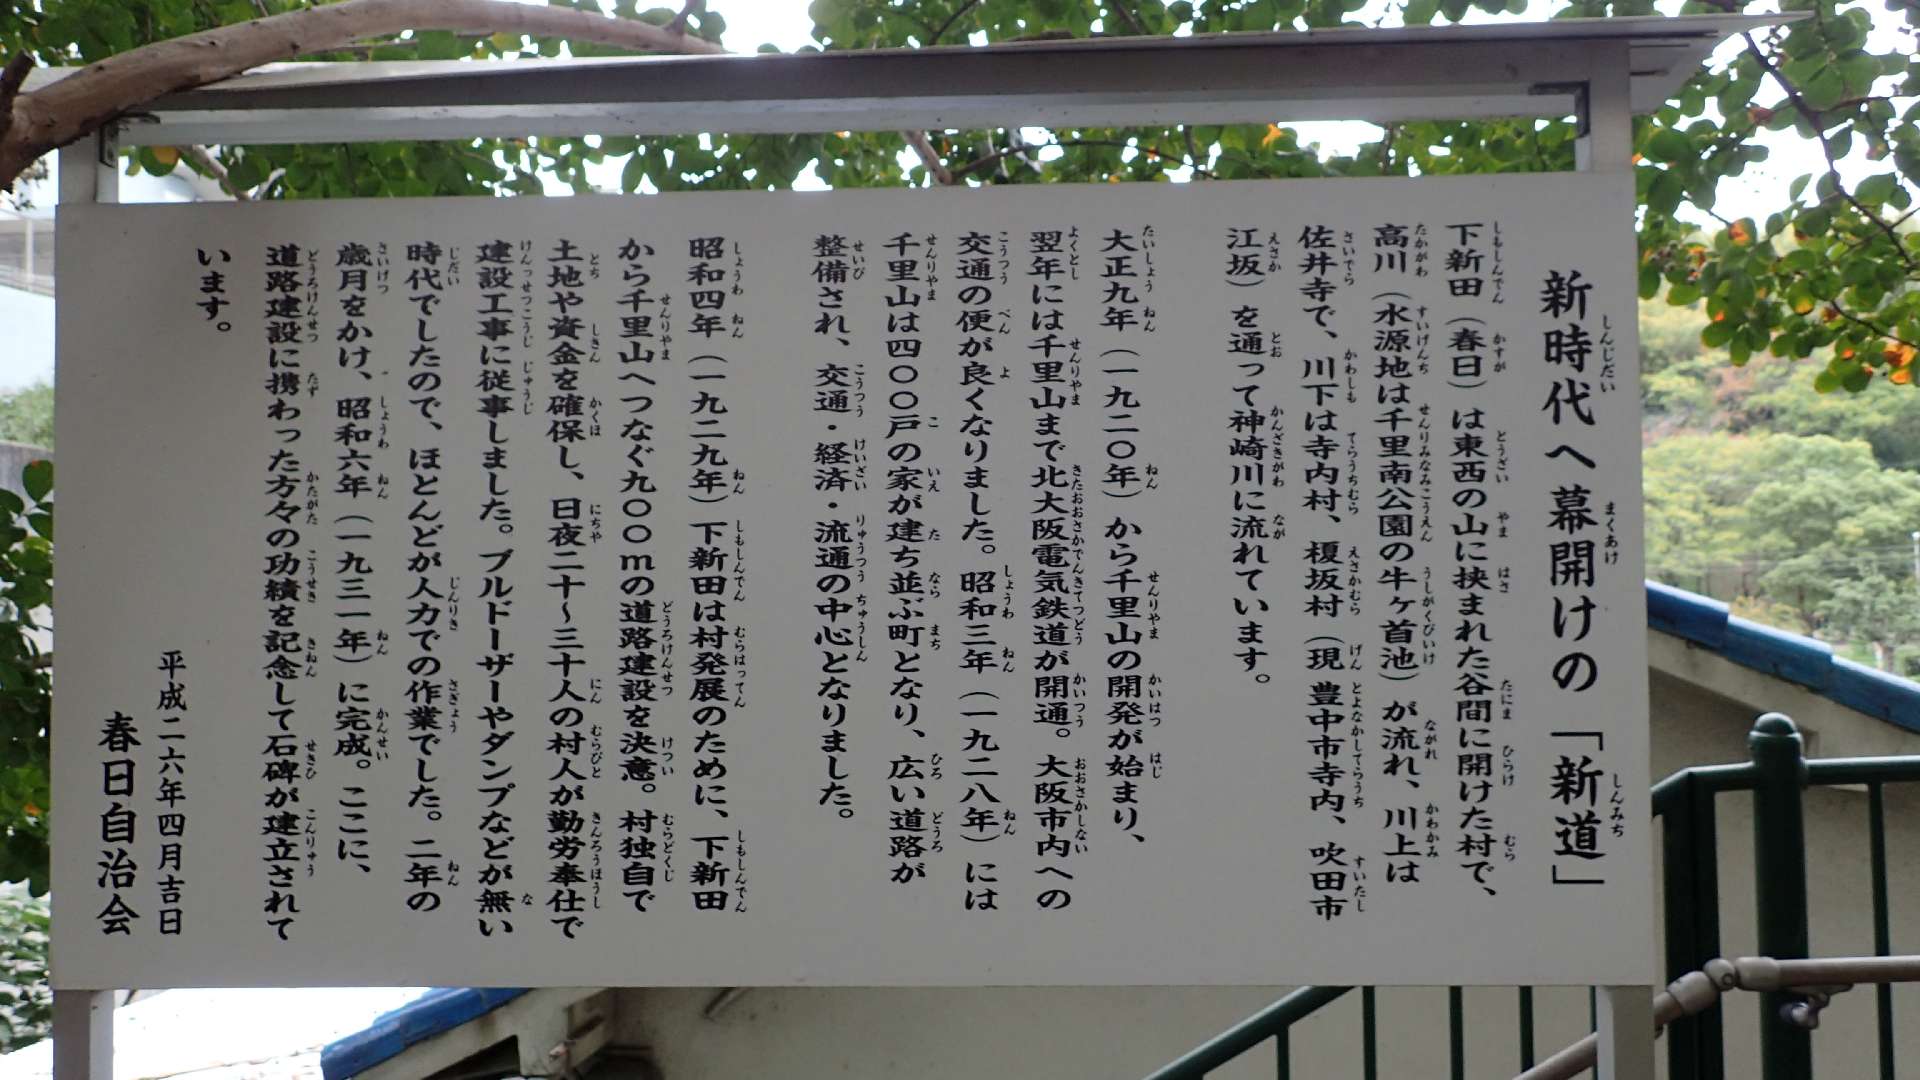 新時代へ幕開けの「新道」
下新田（春日）は東西の山に挟まれた谷間に開けた村で、
高川（水源地は千里南公園の牛ヶ首池）が流れ、川上は
佐井寺で、川下は寺内村、榎坂村（現 豊中市寺内、吹田市
江坂）を通って神崎川に流れています。
大正九年（一九二〇年）から千里山の開発が始まり、
翌年には千里山まで北大阪電気鉄道が開通。大阪市内への
交通の便が良くなりました。昭和三年（一九二八年）には
千里山は四〇〇戸の家が建ち並ぶ町となり、広い道路が
整備され、交通・経済・流通の中心となりました。
昭和四年（一九二九年）下新田は村発展のために、下新田
から千里山へつなぐ九〇〇mの道路建設を決意。村独自で
土地や資金を確保し、日夜二十～三十人の村人が勤労奉仕で
建設工事に従事しました。ブルドーザーやダンプなどが無い
時代でしたので、ほとんどが人力での作業でした。二年の
歳月をかけ、昭和六年（一九三一年）に完成。ここに、
道路建設に携わった方々の功績を記念して石碑が建立されて
います。
平成二六年四月吉日
春日自治会